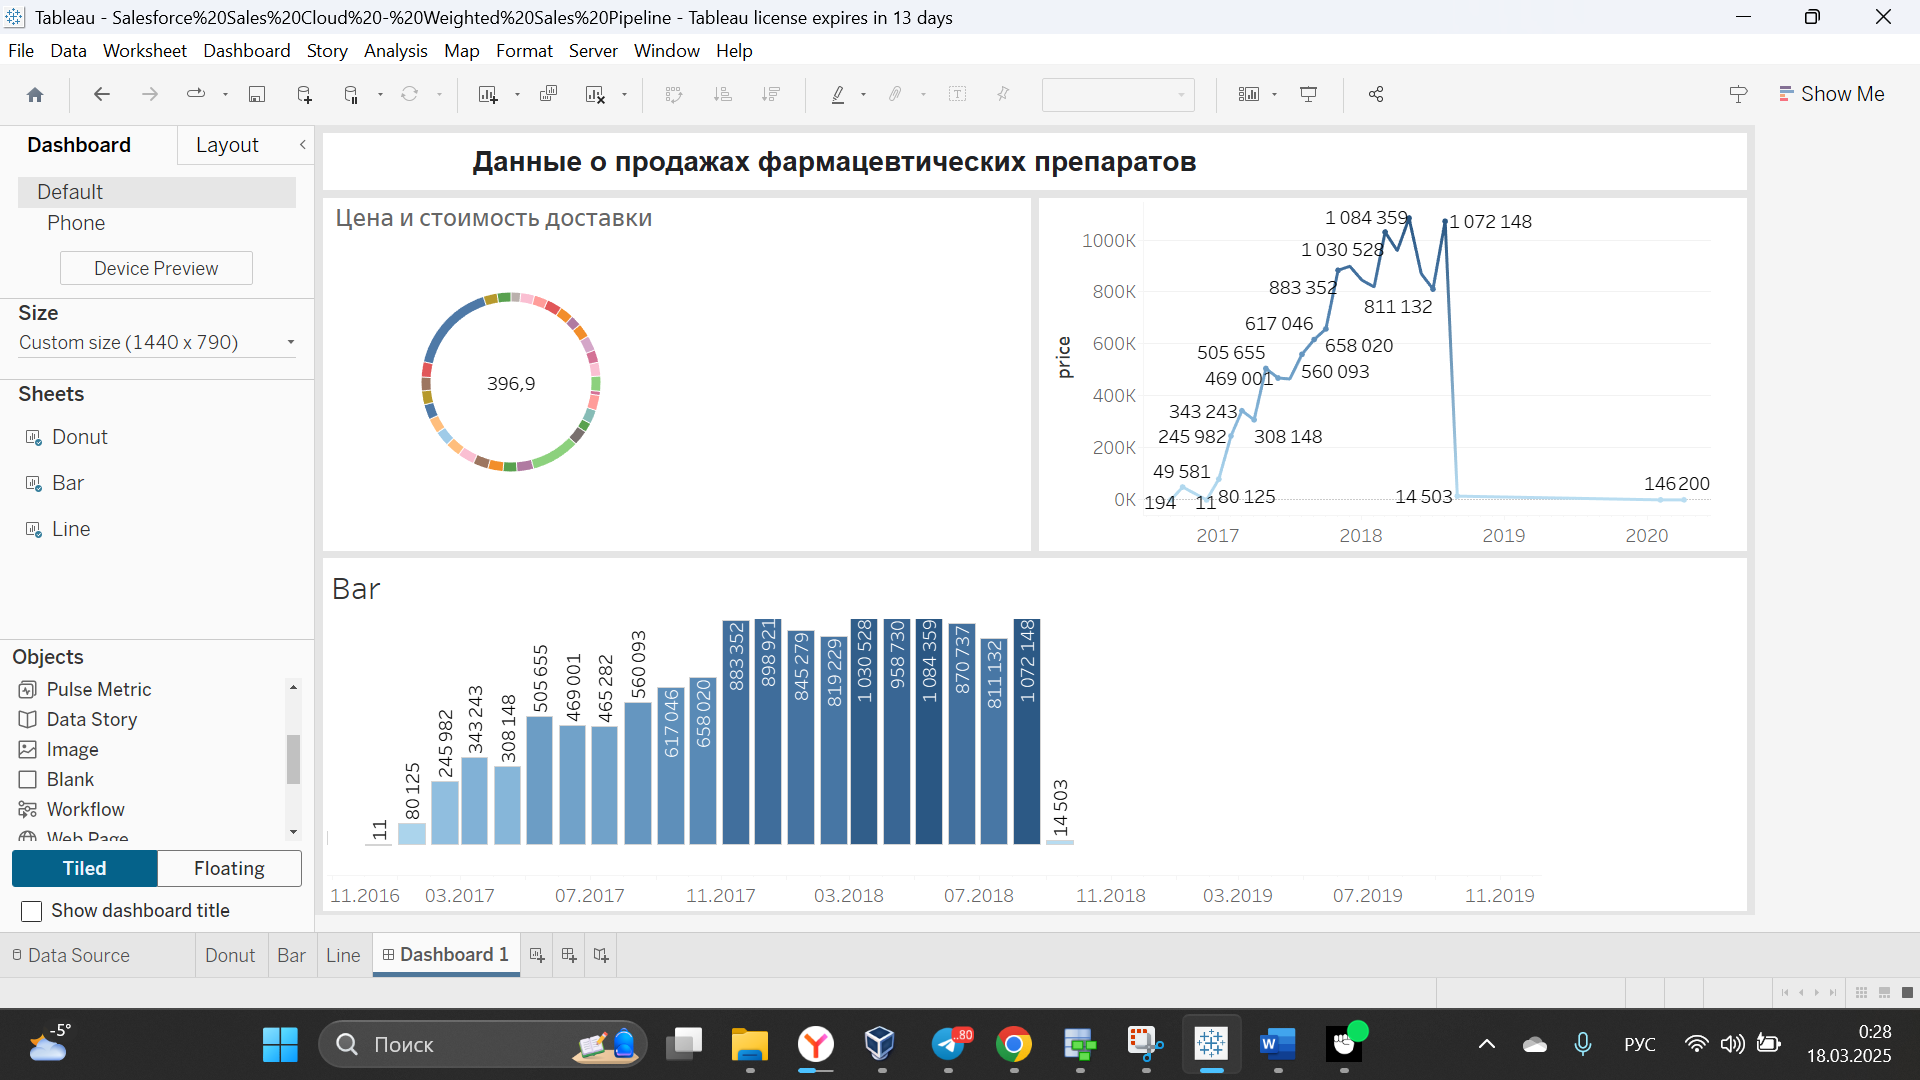 Tableau - Salesforce%20Sales%20Cloud%20-%20Weighted%20Sales%20Pipeline - Tableau license expires in 13 days
File Data Worksheet Dashboard Story Analysis Map Format Server Window Help
Show Me
Dashboard Layout
Default
Phone
Device Preview
Size
Custom size (1440 x 790)
Sheets
Donut
Bar
Line
Objects
Pulse Metric
Data Story
Image
Blank
Workflow
Web Page
Tiled Floating
Show dashboard title
Данные о продажах фармацевтических препаратов
Цена и стоимость доставки
396,9
price
1000K
800K
600K
400K
200K
0K
1 084 359
1 072 148
1 030 528
883 352
811 132
617 046
658 020
505 655
560 093
469 001
343 243
245 982
308 148
49 581
194
11
80 125
14 503
146 200
2017 2018 2019 2020
Bar
11
80 125
245 982
343 243
308 148
505 655
469 001
465 282
560 093
617 046
658 020
883 352
898 921
845 279
819 229
1 030 528
958 730
1 084 359
870 737
811 132
1 072 148
14 503
11.2016 03.2017 07.2017 11.2017 03.2018 07.2018 11.2018 03.2019 07.2019 11.2019
Data Source Donut Bar Line Dashboard 1
-5°
Поиск
..80
РУС
0:28
18.03.2025